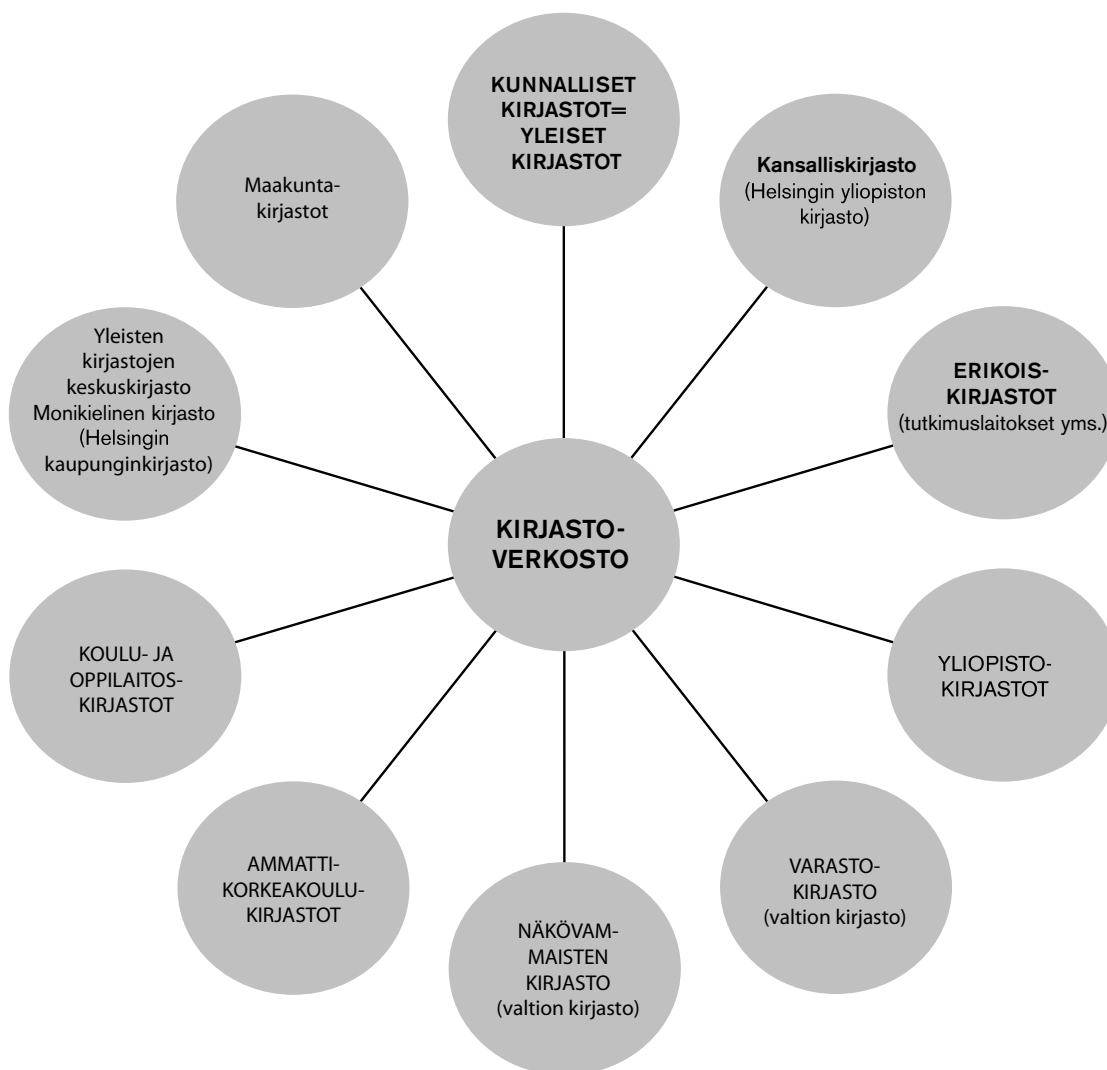 KUNNALLISET
KIRJASTOT=
YLEISET
KIRJASTOT
Kansalliskirjasto
(Helsingin yliopiston
kirjasto)
ERIKOIS-
KIRJASTOT
(tutkimuslaitokset yms.)
YLIOPISTO-
KIRJASTOT
VARASTO-
KIRJASTO
(valtion kirjasto)
NÄKÖVAM-
MAISTEN
KIRJASTO
(valtion kirjasto)
AMMATTI-
KORKEAKOULU-
KIRJASTOT
KOULU- JA
OPPILAITOS-
KIRJASTOT
Yleisten
kirjastojen
keskuskirjasto
Monikielinen kirjasto
(Helsingin
kaupunginkirjasto)
Maakunta-
kirjastot
KIRJASTO-
VERKOSTO